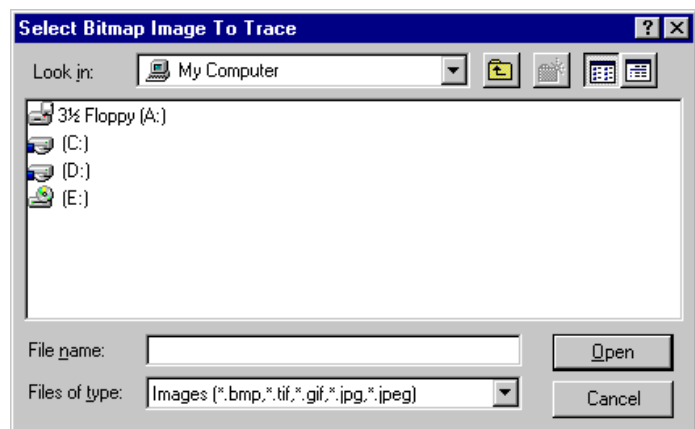 Select Bitmap Image To Trace
Look in: My Computer
3½ Floppy (A:)
(C:)
(D:)
(E:)
File name: Open
Files of type: Images (*.bmp,*.tif,*.gif,*.jpg,*.jpeg) Cancel